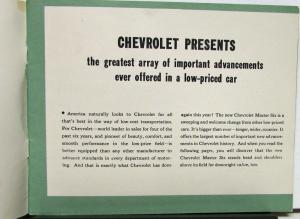 CHEVROLET PRESENTS
the greatest array of important advancements
ever offered in a low-priced car
● America naturally looks to Chevrolet for all
that's best in the way of low-cost transportation.
For Chevrolet—world leader in sales for four of the
past six years, and pioneer of beauty, comfort, and
smooth performance in the low-price field—is
better equipped than any other manufacturer to
advance standards in every department of motor-
ing. And that is exactly what Chevrolet has done
again this year! The new Chevrolet Master Six is a
sweeping and welcome change from other low-priced
cars. It's bigger than ever—longer, wider, roomier. It
offers the largest number of important new advance-
ments in Chevrolet history. And when you read the
following pages, you will discover that the new
Chevrolet Master Six stands head and shoulders
above its field for downright value, too.